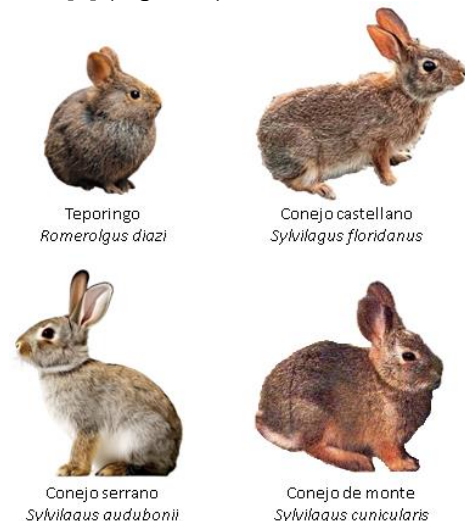 Teporingo
Romerolgus diazi
Conejo castellano
Sylvilagus floridanus
Conejo serrano
Sylvilagus audubonii
Conejo de monte
Sylvilagus cunicularis